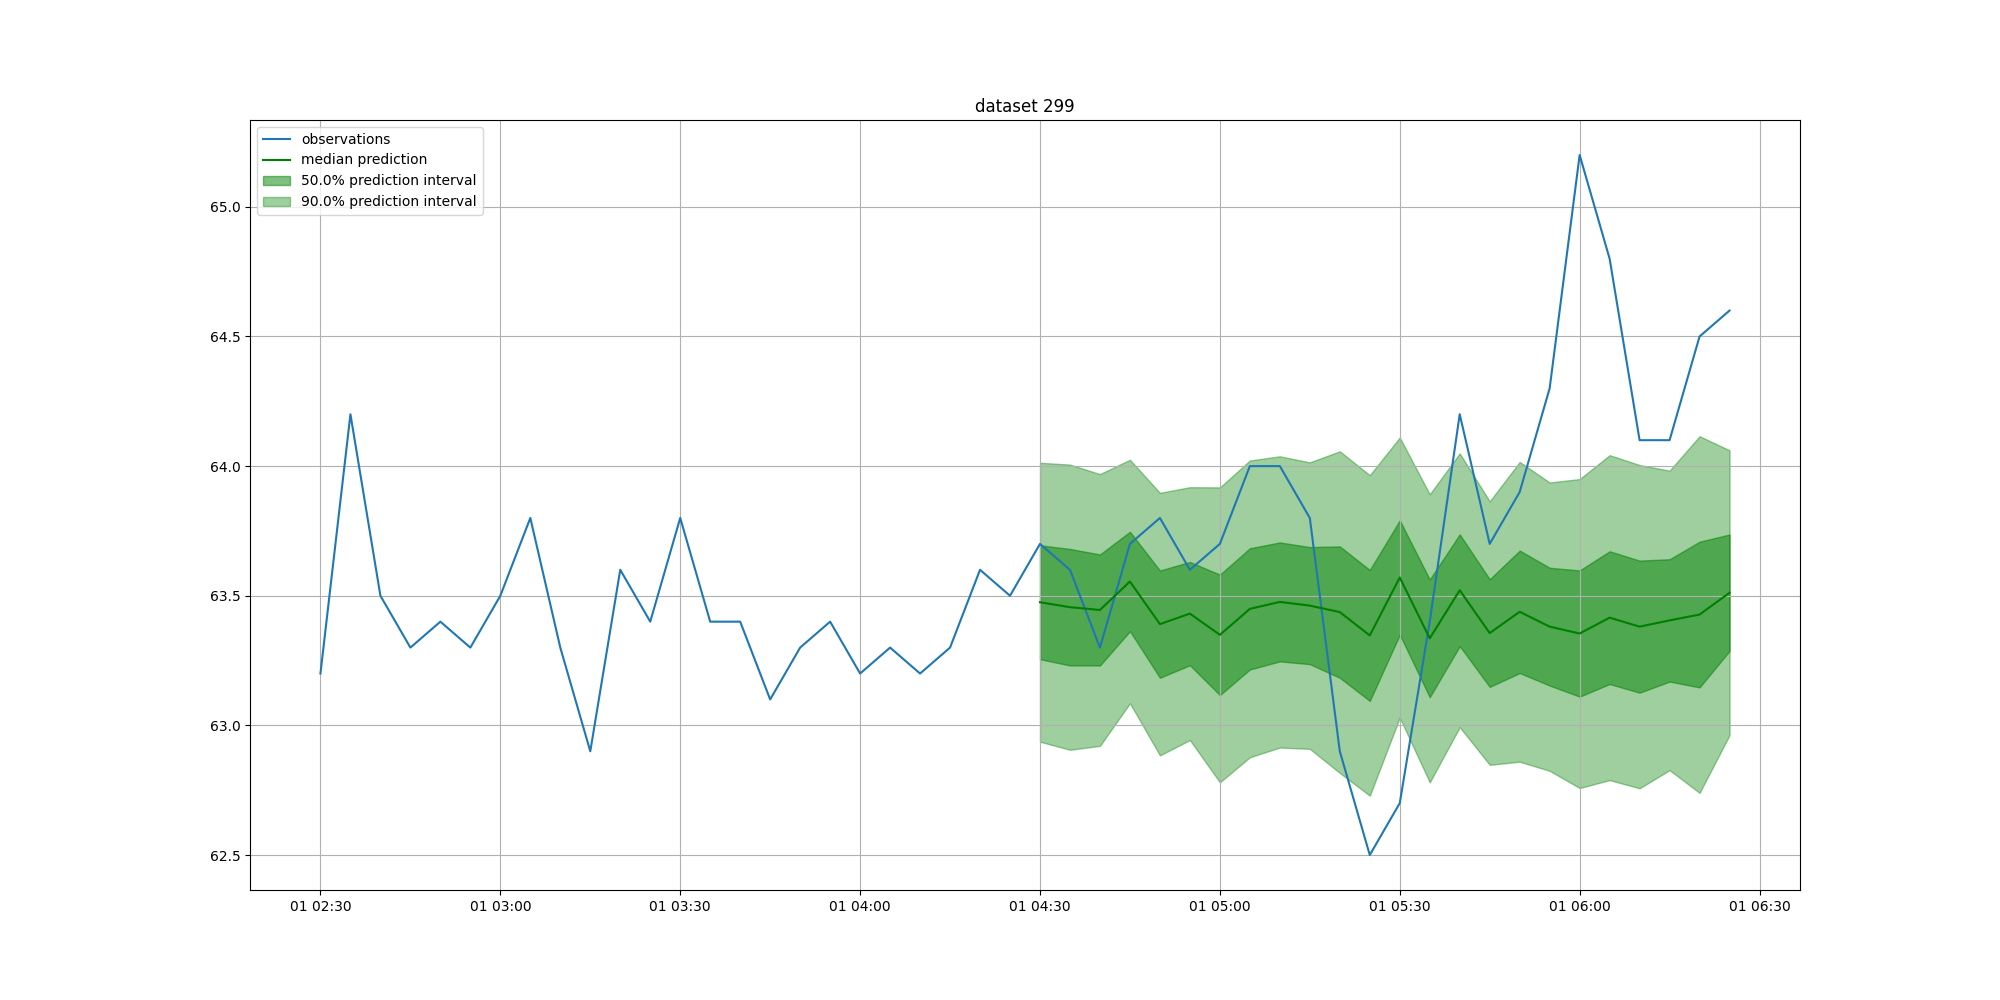 dataset 299
observations
median prediction
50.0% prediction interval
90.0% prediction interval
65.0
64.5
64.0
63.5
63.0
62.5
01 02:30 01 03:00 01 03:30 01 04:00 01 04:30 01 05:00 01 05:30 01 06:00 01 06:30